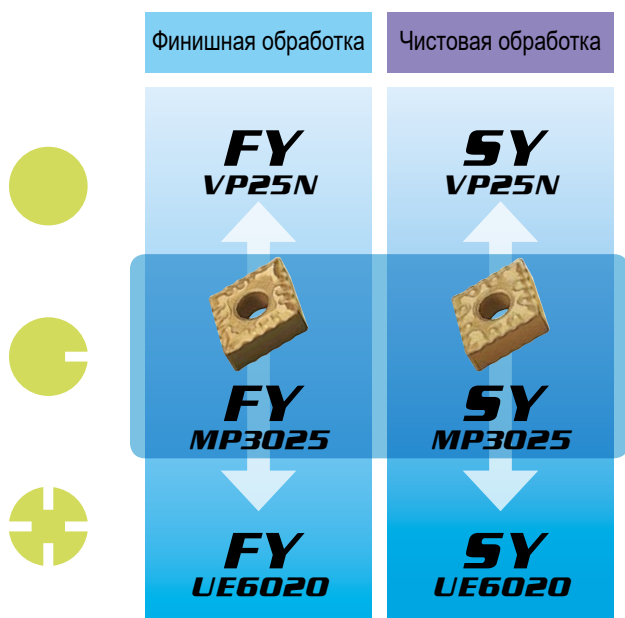 Финишная обработка
Чистовая обработка
FY
VP25N
SY
VP25N
FY
MP3025
SY
MP3025
FY
UE6020
SY
UE6020